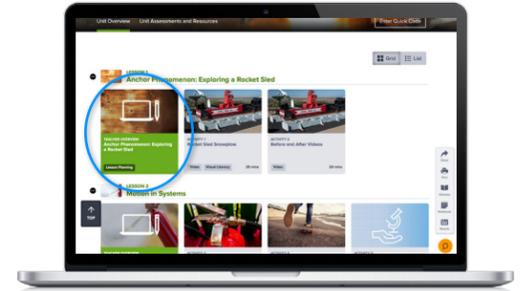 Unit Overview Unit Assessments and Resources
Enter Quick Code
Grid List
LESSON 1
Anchor Phenomenon: Exploring a Rocket Sled
TEACHER OVERVIEW
Anchor Phenomenon: Exploring
a Rocket Sled
Lesson Planning
ACTIVITY 1
Rocket Sled Snowplow
Video Visual Literacy
ACTIVITY 2
Before and After Videos
Video
LESSON 2
Motion in Systems
TOP
TEACHER OVERVIEW